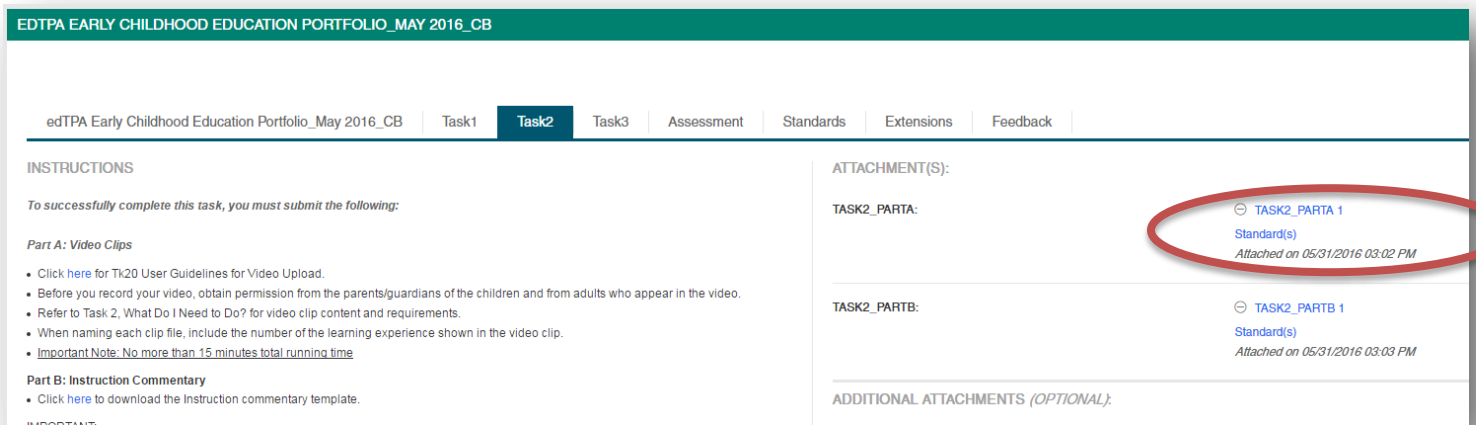 EDTPA EARLY CHILDHOOD EDUCATION PORTFOLIO_MAY 2016_CB
edTPA Early Childhood Education Portfolio_May 2016_CB Task1 Task2 Task3 Assessment Standards Extensions Feedback
INSTRUCTIONS
To successfully complete this task, you must submit the following:
Part A: Video Clips
• Click here for Tk20 User Guidelines for Video Upload.
• Before you record your video, obtain permission from the parents/guardians of the children and from adults who appear in the video.
• Refer to Task 2, What Do I Need to Do? for video clip content and requirements.
• When naming each clip file, include the number of the learning experience shown in the video clip.
• Important Note: No more than 15 minutes total running time
Part B: Instruction Commentary
• Click here to download the Instruction commentary template.
IMPORTANT:
ATTACHMENT(S):
TASK2_PARTA:
TASK2_PARTA 1
Standard(s)
Attached on 05/31/2016 03:02 PM
TASK2_PARTB:
TASK2_PARTB 1
Standard(s)
Attached on 05/31/2016 03:03 PM
ADDITIONAL ATTACHMENTS (OPTIONAL):